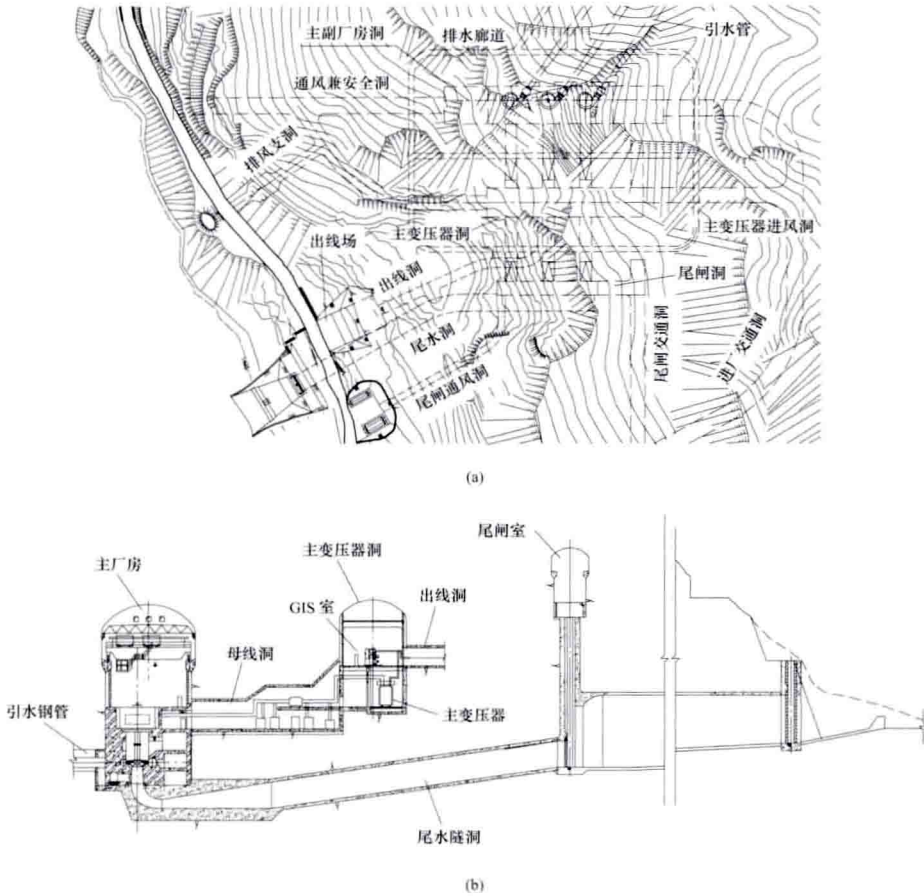 主副厂房洞
排水廊道
引水管
通风兼安全洞
排风支洞
出线场
主变压器洞
主变压器进风洞
出线洞
尾闸洞
尾水洞
尾闸交通洞
进厂交通洞
尾闸通风洞
(a)
尾闸室
主变压器洞
主厂房
GIS 室
出线洞
母线洞
引水钢管
主变压器
尾水隧洞
(b)